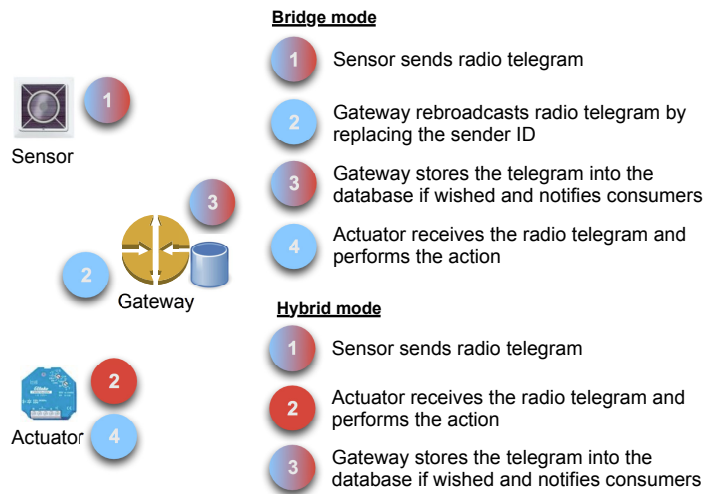 Bridge mode
1
Sensor sends radio telegram
1
Sensor
2
Gateway rebroadcasts radio telegram by
replacing the sender ID
3
Gateway stores the telegram into the
database if wished and notifies consumers
3
4
Actuator receives the radio telegram and
performs the action
2
Gateway
Hybrid mode
1
Sensor sends radio telegram
2
Actuator
4
2
Actuator receives the radio telegram and
performs the action
3
Gateway stores the telegram into the
database if wished and notifies consumers